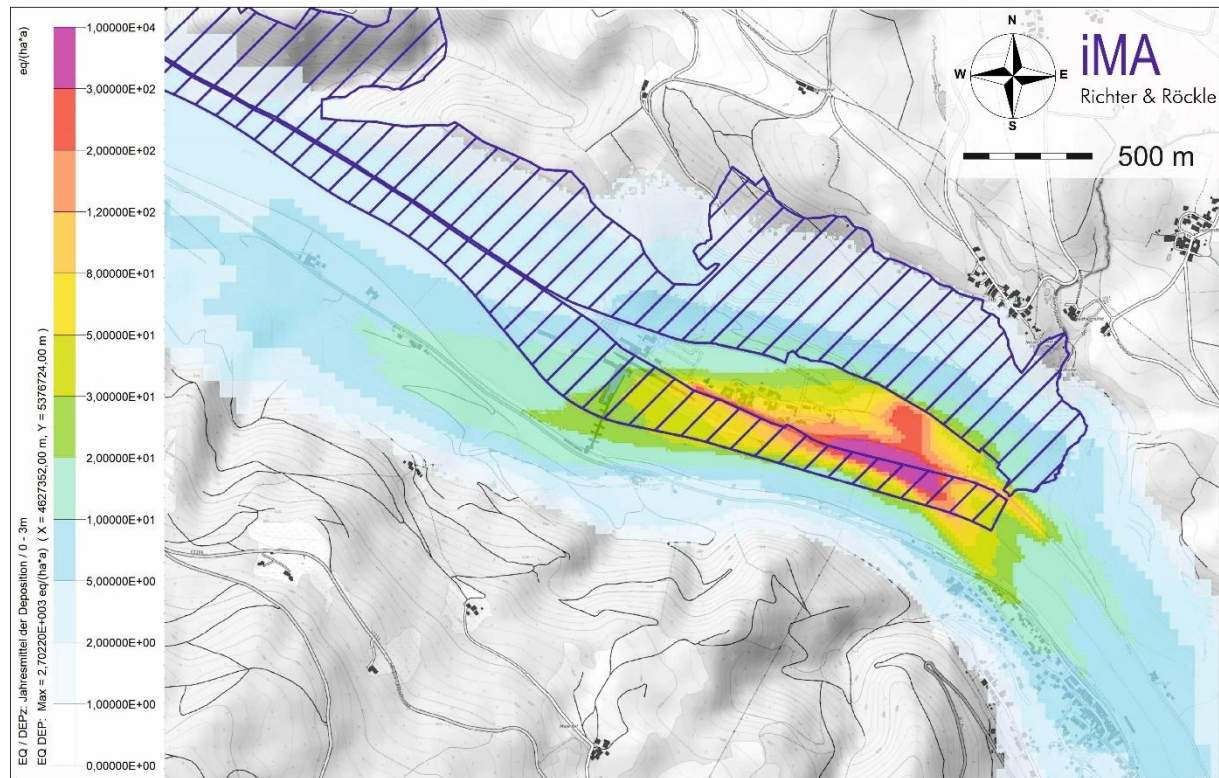 eq/(ha*a)
1,00000E+04
3,00000E+02
2,00000E+02
1,20000E+02
8,00000E+01
5,00000E+01
3,00000E+01
2,00000E+01
1,00000E+01
5,00000E+00
2,00000E+00
1,00000E+00
0,00000E+00
EQ / DEPz: Jahresmittel der Deposition / 0 - 3m
EQ DEP: Max = 2,70220E+003 eq/(ha*a) ( X = 4627352,00 m, Y = 5376724,00 m )
N
W
E
S
iMA
Richter & Röckle
500 m